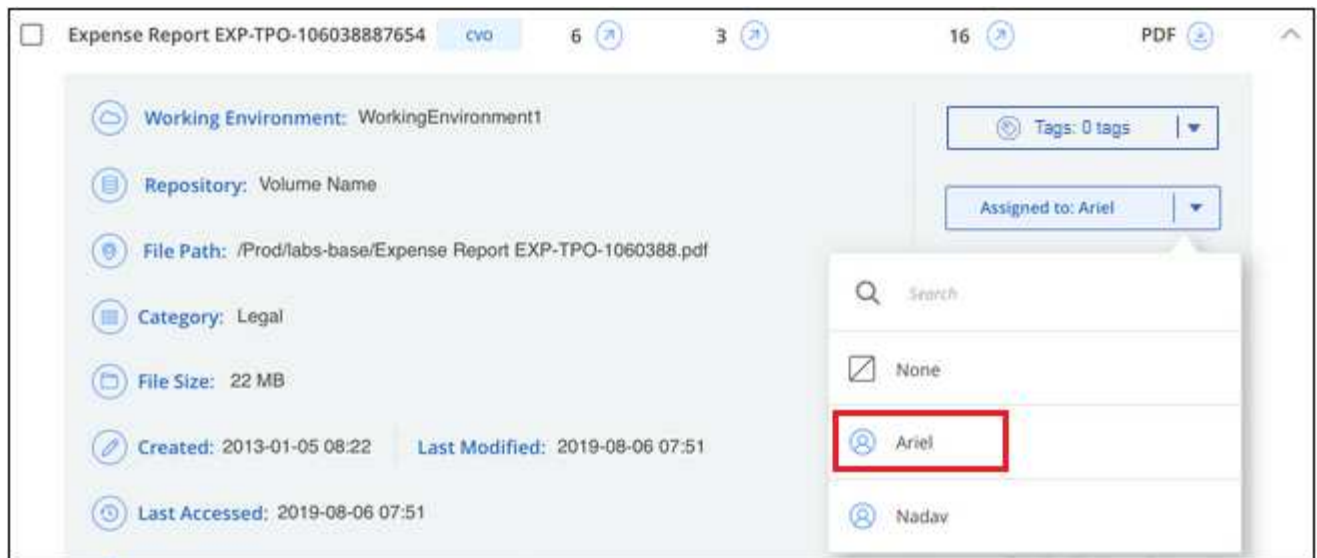 Expense Report EXP-TPO-106038887654 cvo 6 3 16 PDF
Working Environment: WorkingEnvironment1
Tags: 0 tags
Repository: Volume Name
Assigned to: Ariel
File Path: /Prod/labs-base/Expense Report EXP-TPO-1060388.pdf
Search
Category: Legal
None
File Size: 22 MB
Ariel
Created: 2013-01-05 08:22 Last Modified: 2019-08-06 07:51
Last Accessed: 2019-08-06 07:51
Nadav